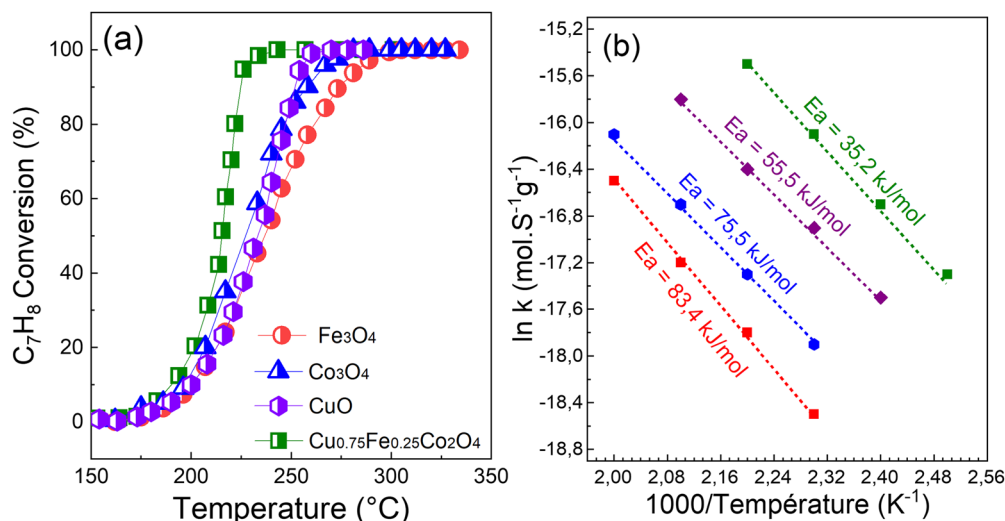 (a)
C₇H₈ Conversion (%)
100
80
60
40
20
0
150
200
250
300
350
Temperature (°C)
Fe₃O₄
Co₃O₄
CuO
Cu₀.₇₅Fe₀.₂₅Co₂O₄
(b)
ln k (mol.S⁻¹g⁻¹)
-15,2
-15,6
-16,0
-16,4
-16,8
-17,2
-17,6
-18,0
-18,4
-18,8
Ea = 35,2 kJ/mol
Ea = 55,5 kJ/mol
Ea = 75,5 kJ/mol
Ea = 83,4 kJ/mol
2,00
2,08
2,16
2,24
2,32
2,40
2,48
2,56
1000/Température (K⁻¹)